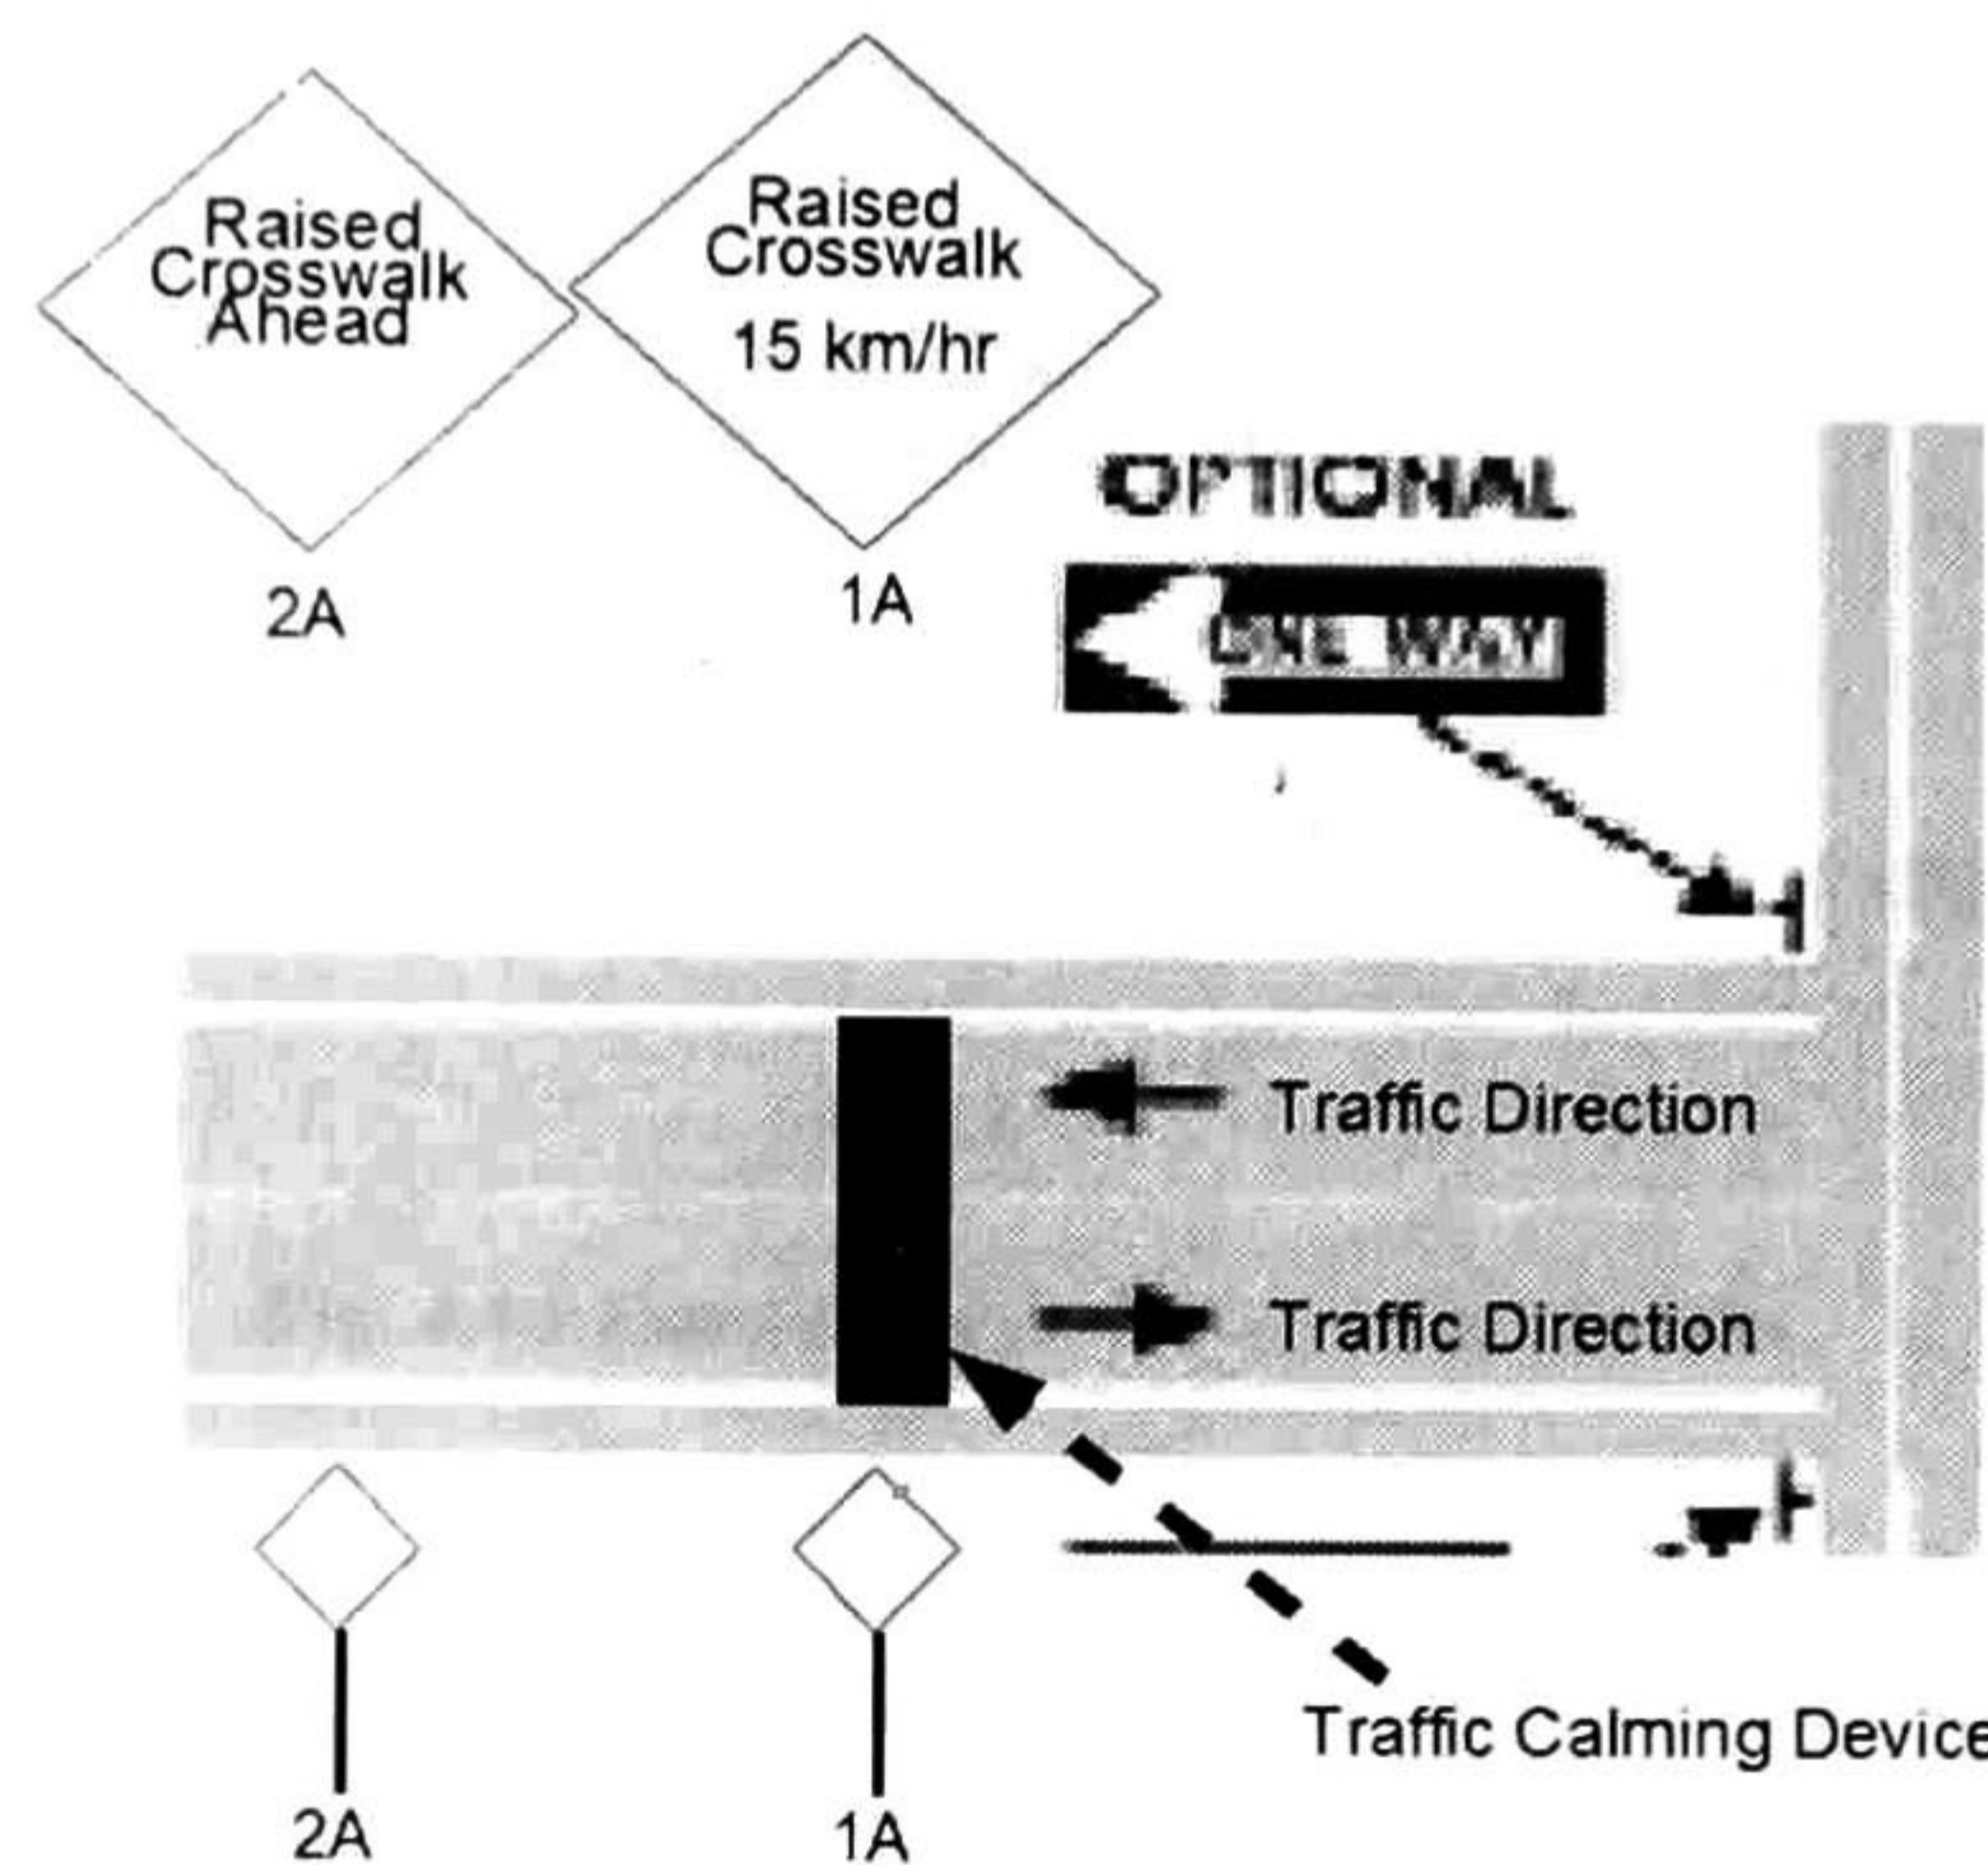 Raised
Crosswalk
Ahead
2A
Raised
Crosswalk
15 km/hr
1A
OPTIONAL
ONE WAY
Traffic Direction
Traffic Direction
Traffic Calming Device
2A
1A